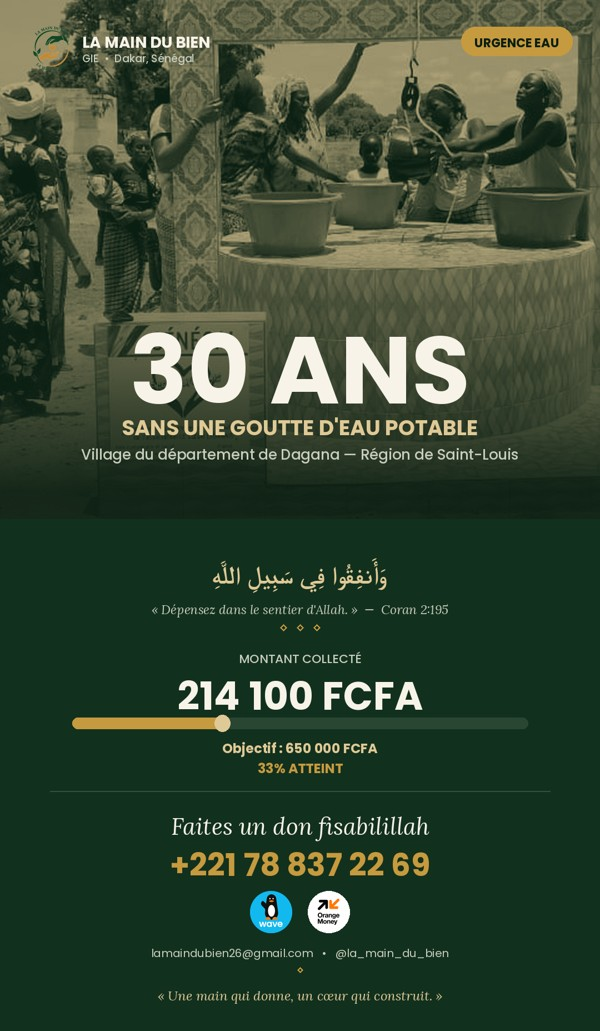 LA MAIN DU BIEN
GIE • Dakar, Sénégal
URGENCE EAU
30 ANS
SANS UNE GOUTTE D'EAU POTABLE
Village du département de Dagana — Région de Saint-Louis
وَأَنفِقُوا فِي سَبِيلِ اللَّهِ
« Dépensez dans le sentier d'Allah. » — Coran 2:195
MONTANT COLLECTÉ
214 100 FCFA
Objectif : 650 000 FCFA
33% ATTEINT
Faites un don fisabilillah
+221 78 837 22 69
wave
Orange
Money
lamaindubien26@gmail.com • @la_main_du_bien
« Une main qui donne, un cœur qui construit. »